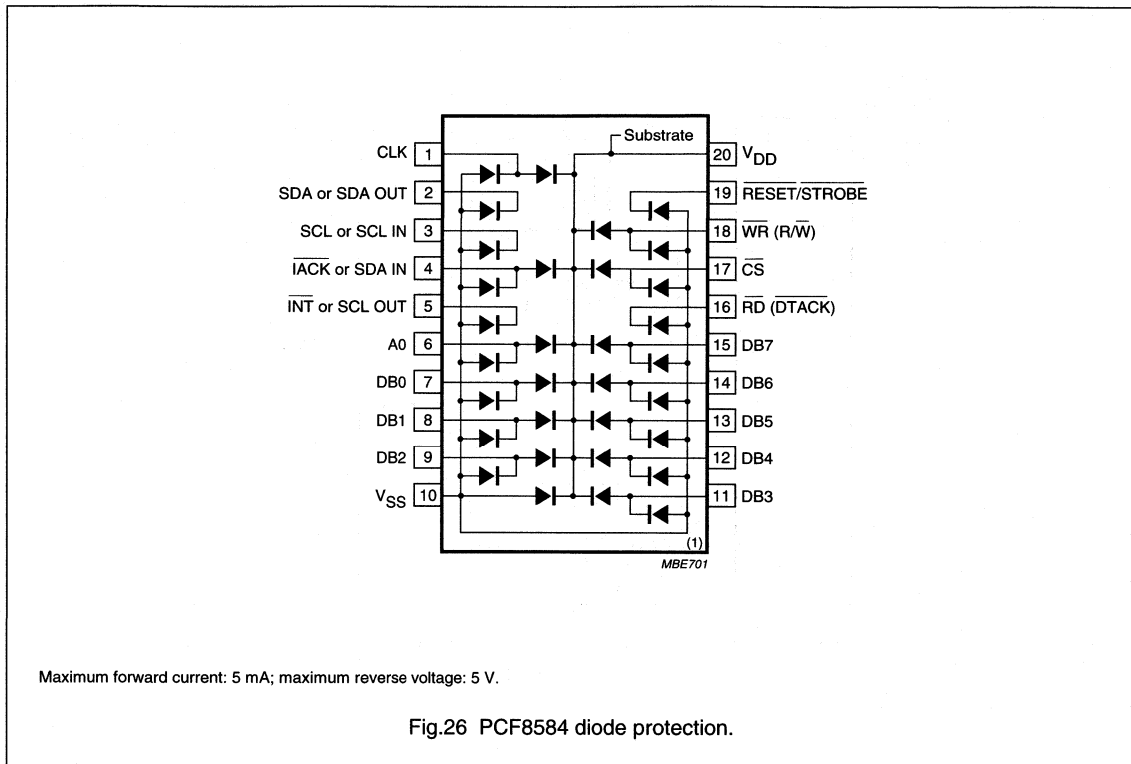 Substrate
CLK 1
SDA or SDA OUT 2
SCL or SCL IN 3
IACK or SDA IN 4
INT or SCL OUT 5
A0 6
DB0 7
DB1 8
DB2 9
VSS 10
20 VDD
19 RESET/STROBE
18 WR (R/W)
17 CS
16 RD (DTACK)
15 DB7
14 DB6
13 DB5
12 DB4
11 DB3
(1)
MBE701
Maximum forward current: 5 mA; maximum reverse voltage: 5 V.
Fig.26 PCF8584 diode protection.